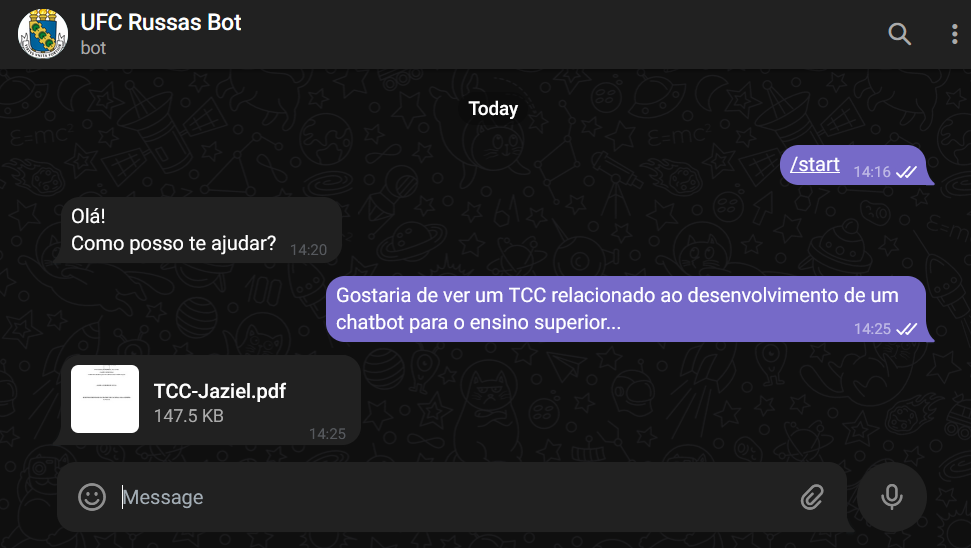 UFC Russas Bot
bot
Today
/start 14:16
Olá!
Como posso te ajudar? 14:20
Gostaria de ver um TCC relacionado ao desenvolvimento de um
chatbot para o ensino superior... 14:25
TCC-Jaziel.pdf
147.5 KB
14:25
Message